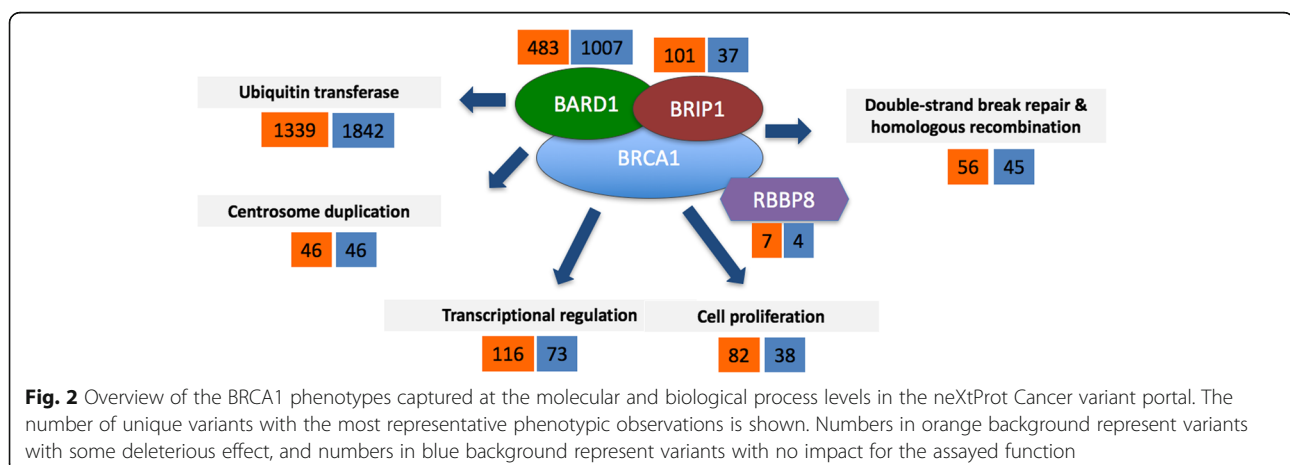 483 1007
101 37
BARD1
BRIP1
BRCA1
RBBP8
7 4
Ubiquitin transferase
1339 1842
Double-strand break repair &
homologous recombination
56 45
Centrosome duplication
46 46
Transcriptional regulation
116 73
Cell proliferation
82 38
Fig. 2 Overview of the BRCA1 phenotypes captured at the molecular and biological process levels in the neXtProt Cancer variant portal. The
number of unique variants with the most representative phenotypic observations is shown. Numbers in orange background represent variants
with some deleterious effect, and numbers in blue background represent variants with no impact for the assayed function